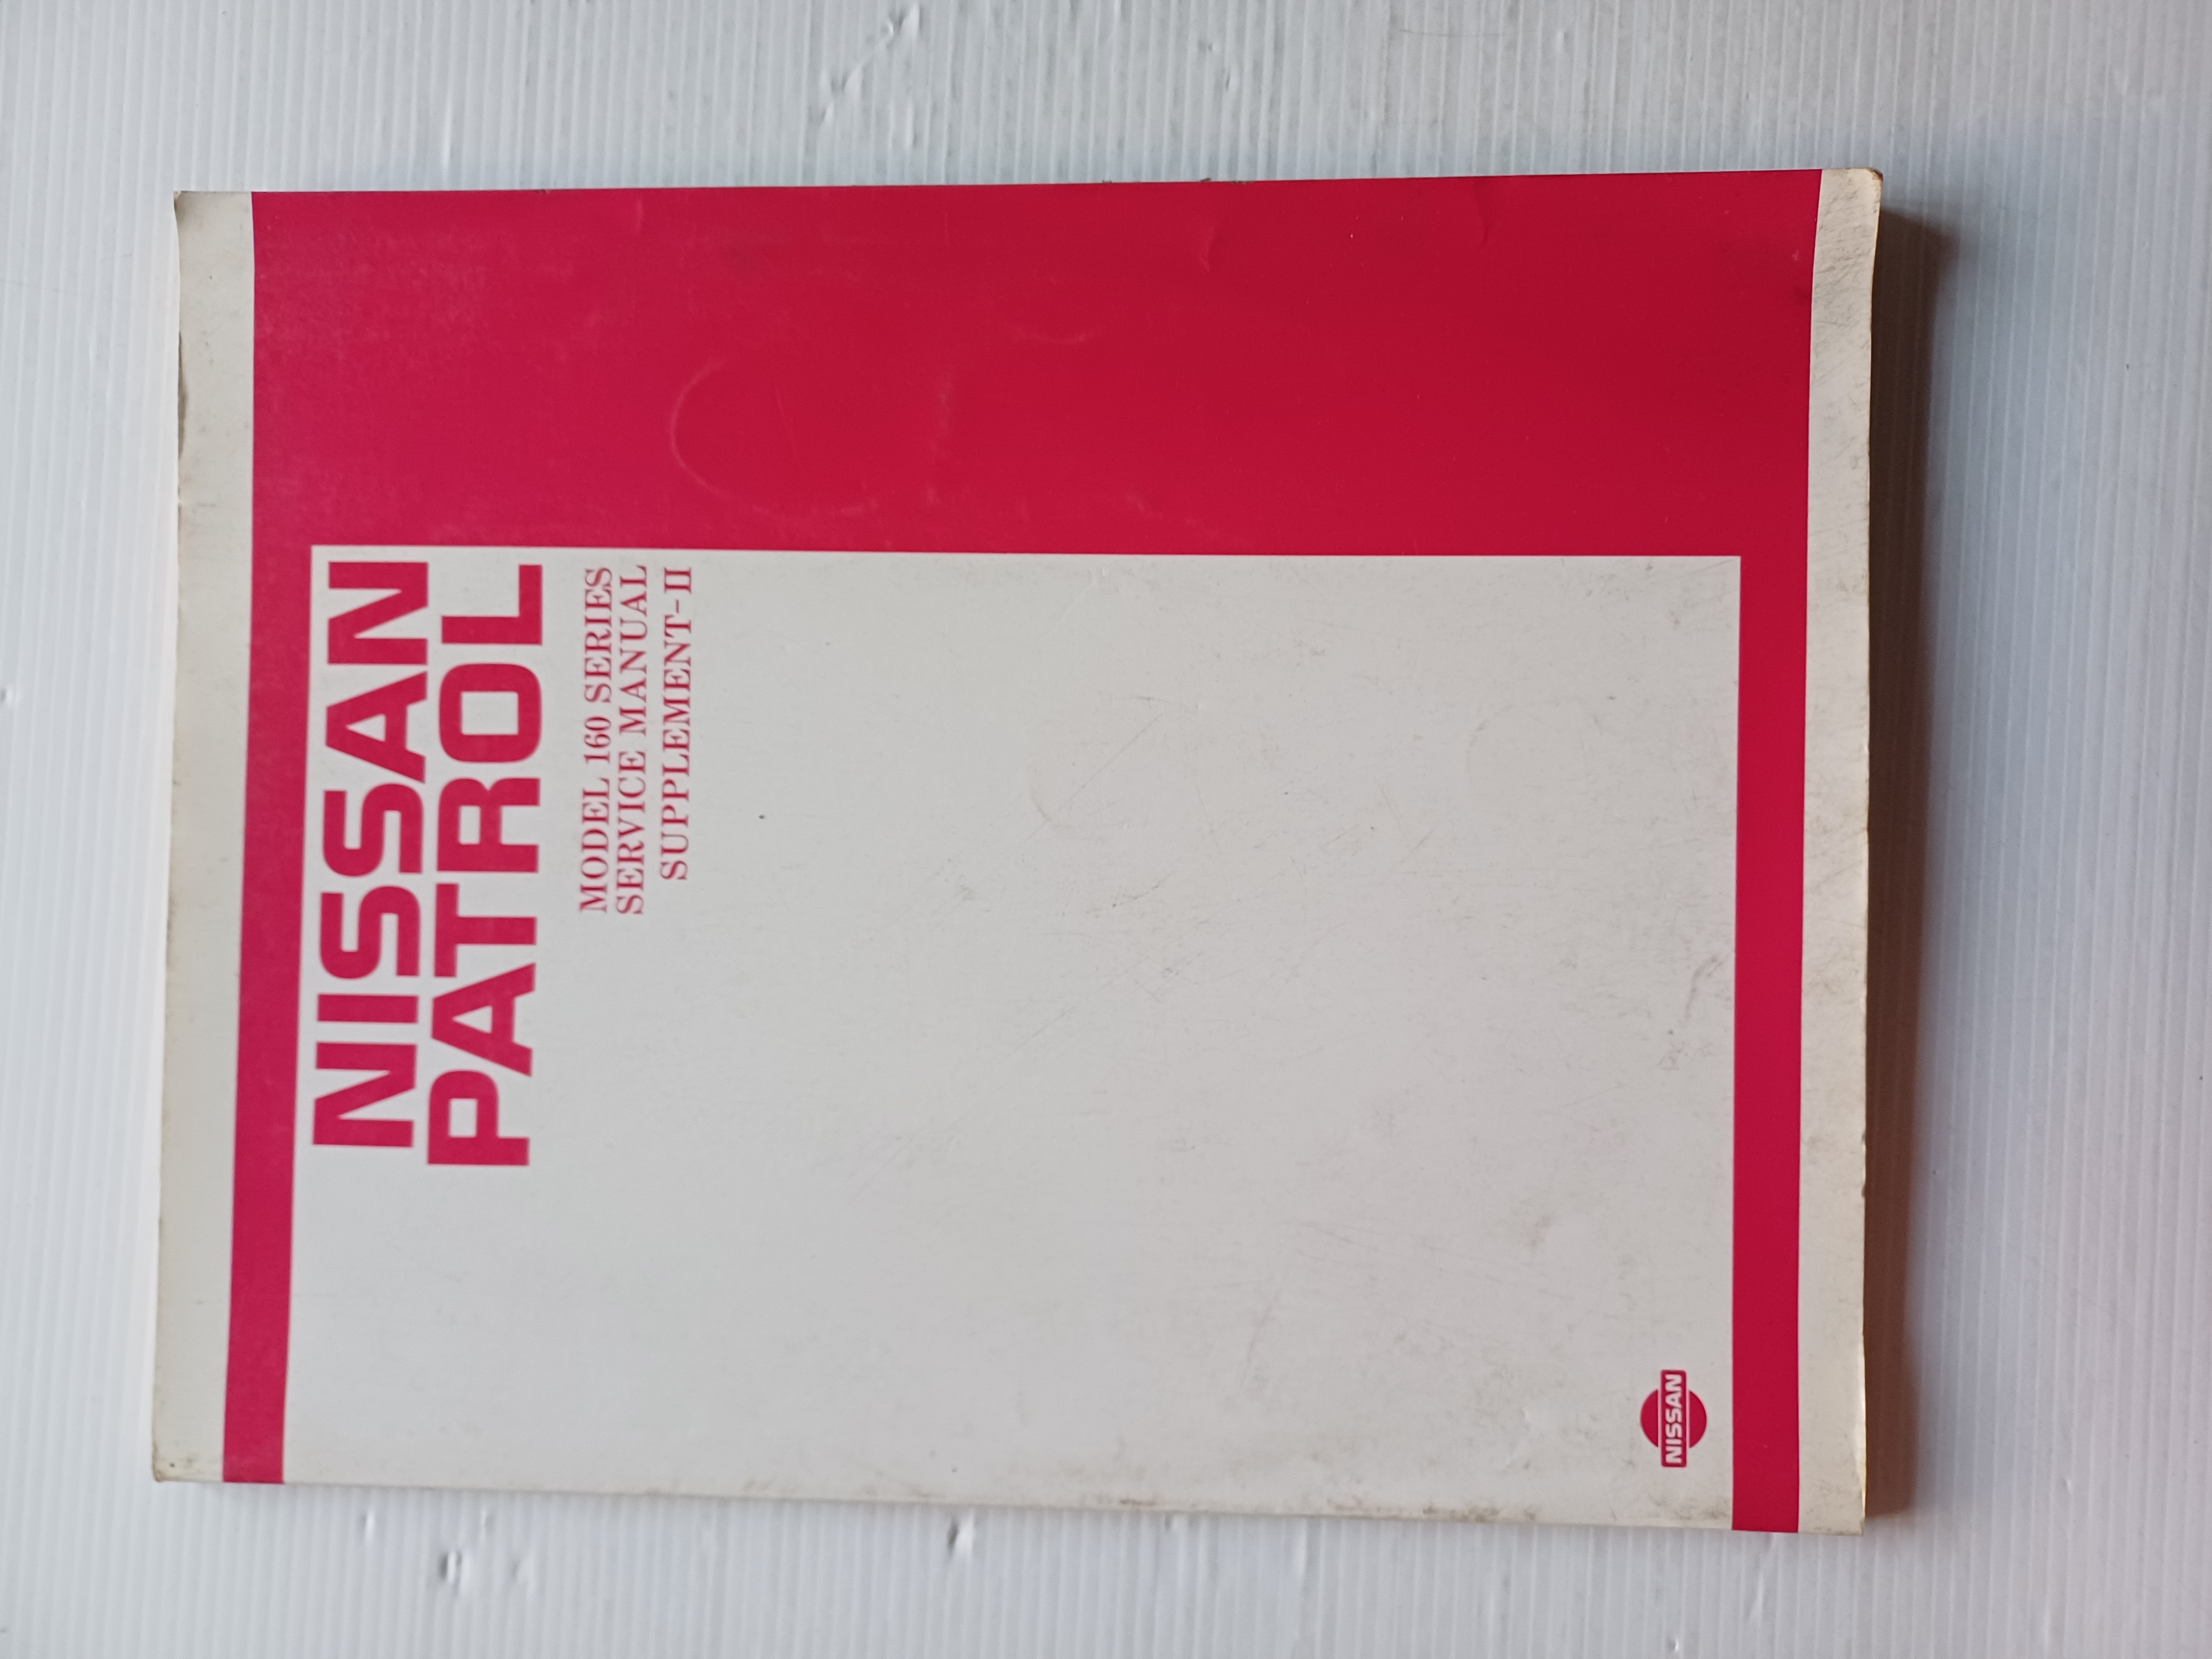 NISSAN
PATROL
MODEL 160 SERIES
SERVICE MANUAL
SUPPLEMENT-II
NISSAN